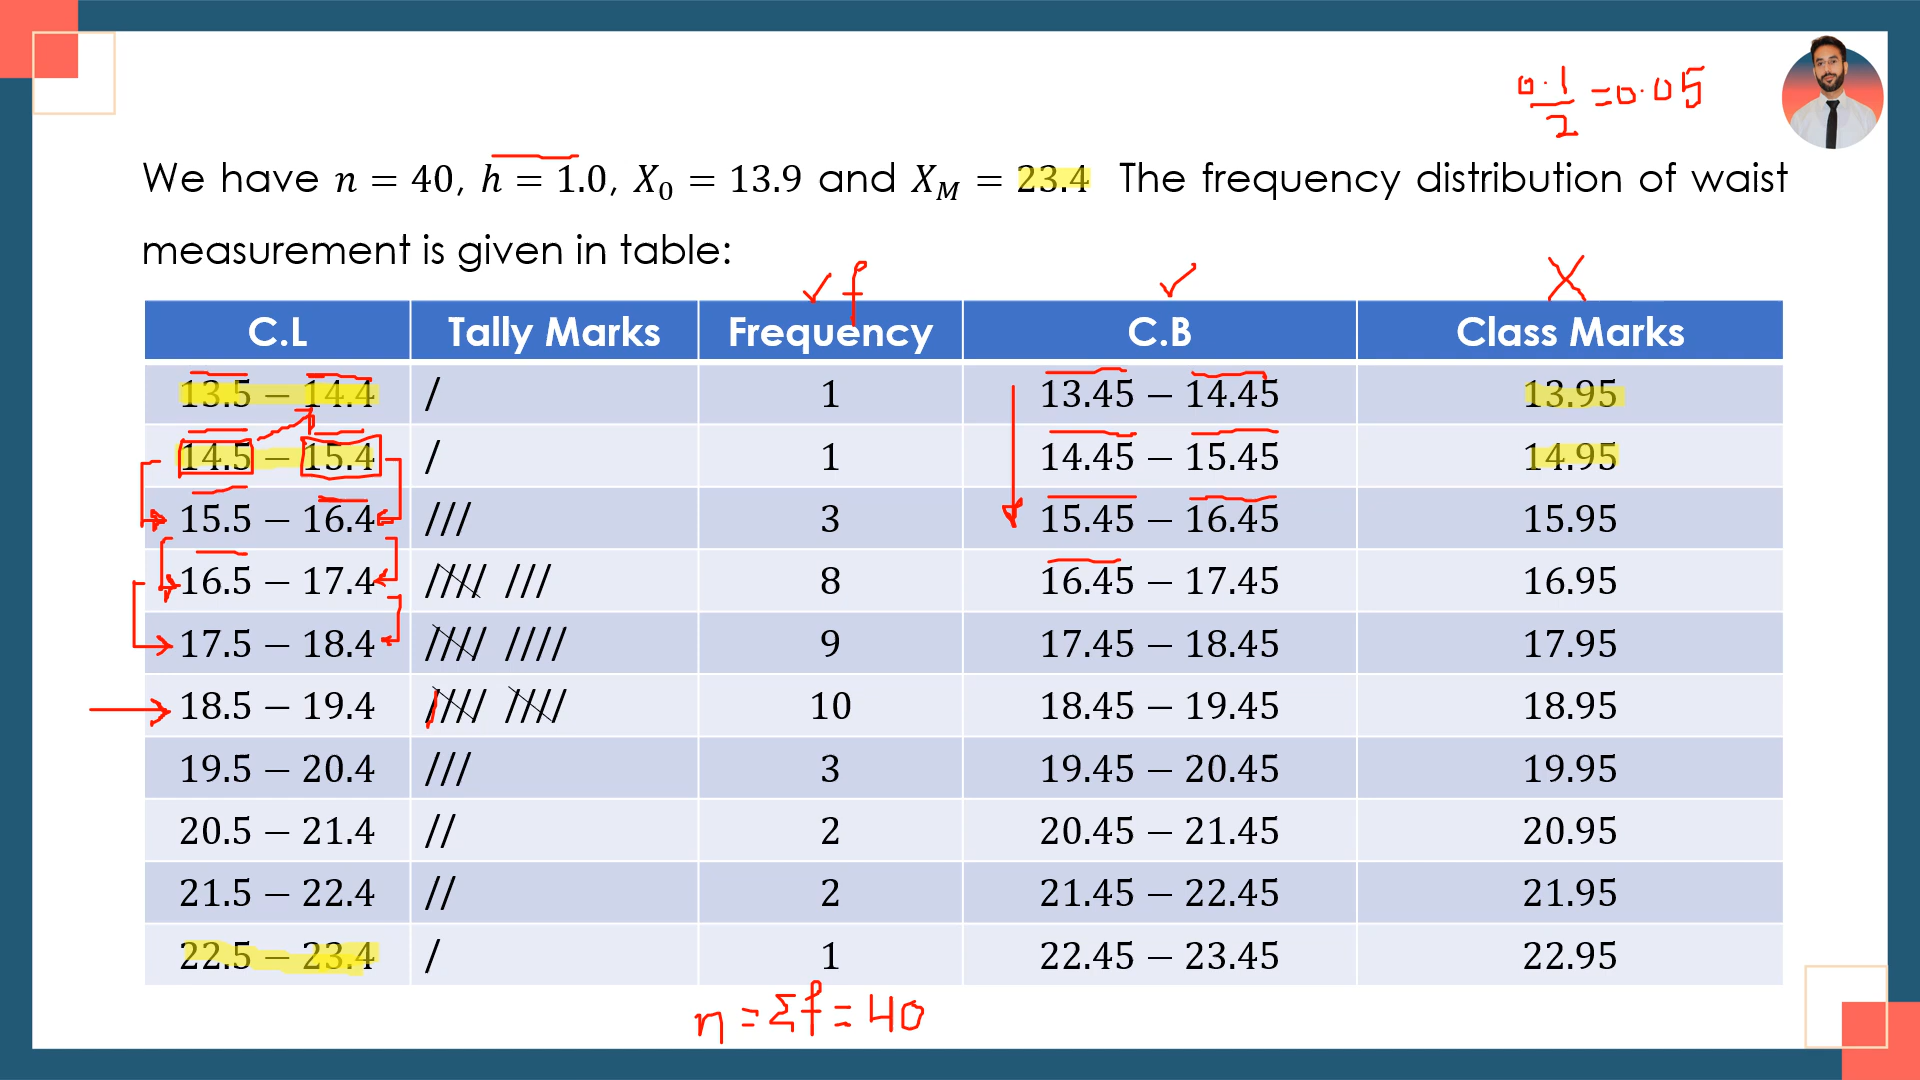 0.1/2 = 0.05
We have n = 40, h = 1.0, X₀ = 13.9 and X_M = 23.4 The frequency distribution of waist
measurement is given in table:
✓ f ✓ X
C.L Tally Marks Frequency C.B Class Marks
13.5 − 14.4 / 1 13.45 − 14.45 13.95
14.5 − 15.4 / 1 14.45 − 15.45 14.95
15.5 − 16.4 /// 3 15.45 − 16.45 15.95
16.5 − 17.4 //// /// 8 16.45 − 17.45 16.95
17.5 − 18.4 //// //// 9 17.45 − 18.45 17.95
18.5 − 19.4 //// //// 10 18.45 − 19.45 18.95
19.5 − 20.4 /// 3 19.45 − 20.45 19.95
20.5 − 21.4 // 2 20.45 − 21.45 20.95
21.5 − 22.4 // 2 21.45 − 22.45 21.95
22.5 − 23.4 / 1 22.45 − 23.45 22.95
n = Σf = 40